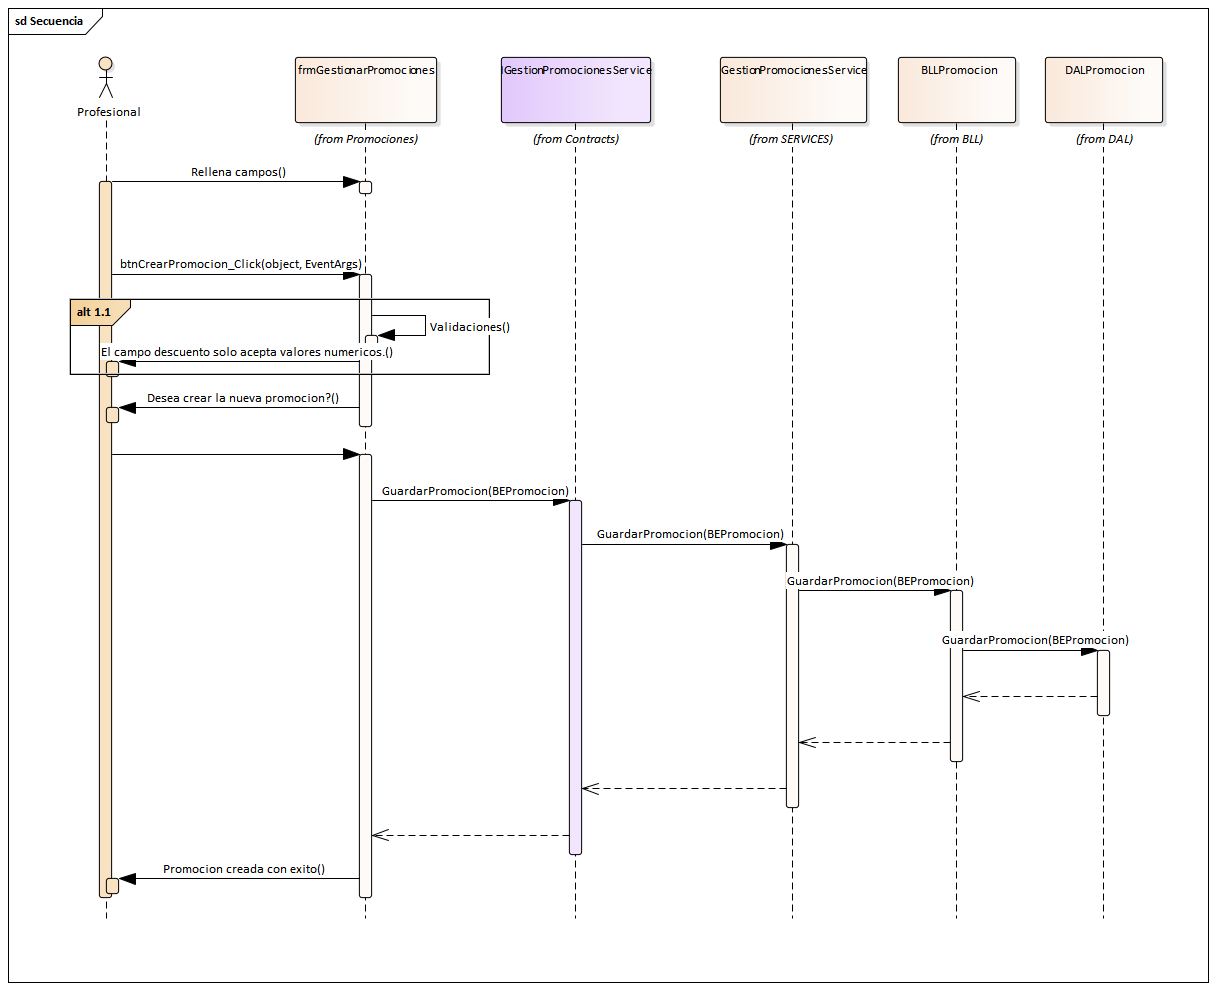 sd Secuencia
Profesional
frmGestionarPromociones
(from Promociones)
IGestionPromocionesService
(from Contracts)
GestionPromocionesService
(from SERVICES)
BLLPromocion
(from BLL)
DALPromocion
(from DAL)
Rellena campos()
btnCrearPromocion_Click(object, EventArgs)
alt 1.1
Validaciones()
El campo descuento solo acepta valores numericos.()
Desea crear la nueva promocion?()
GuardarPromocion(BEPromocion)
GuardarPromocion(BEPromocion)
GuardarPromocion(BEPromocion)
GuardarPromocion(BEPromocion)
Promocion creada con exito()